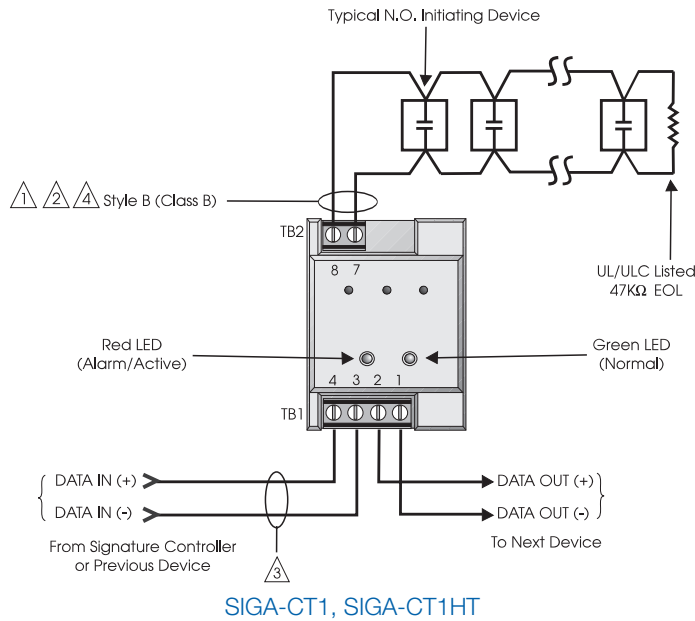 Typical N.O. Initiating Device
1 2 4 Style B (Class B)
TB2
8 7
UL/ULC Listed
47KΩ EOL
Red LED
(Alarm/Active)
Green LED
(Normal)
4 3 2 1
TB1
DATA IN (+)
DATA OUT (+)
DATA IN (-)
DATA OUT (-)
From Signature Controller
or Previous Device
To Next Device
3
SIGA-CT1, SIGA-CT1HT